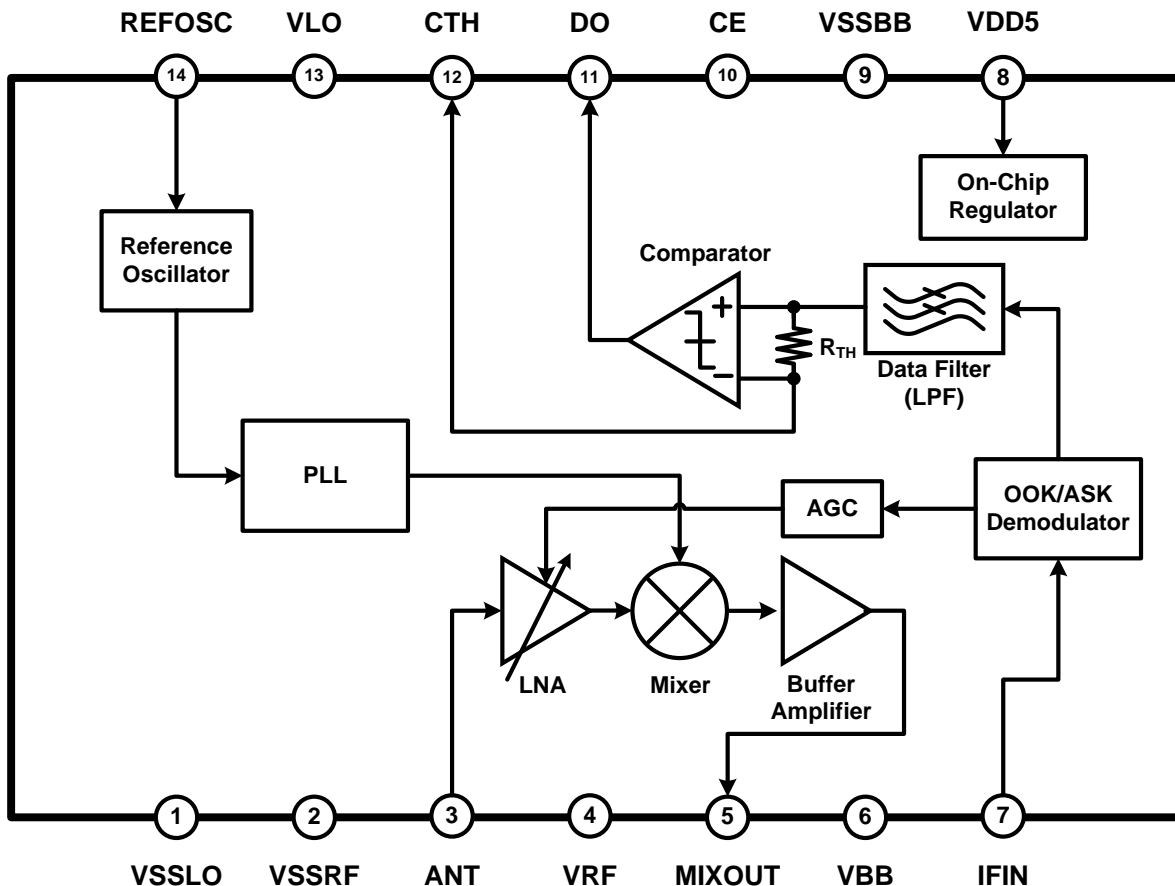 REFOSC VLO CTH DO CE VSSBB VDD5
14 13 12 11 10 9 8
On-Chip
Regulator
Reference
Oscillator
Comparator
+
−
RTH
Data Filter
(LPF)
PLL
AGC
OOK/ASK
Demodulator
LNA
Mixer
Buffer
Amplifier
1 2 3 4 5 6 7
VSSLO VSSRF ANT VRF MIXOUT VBB IFIN